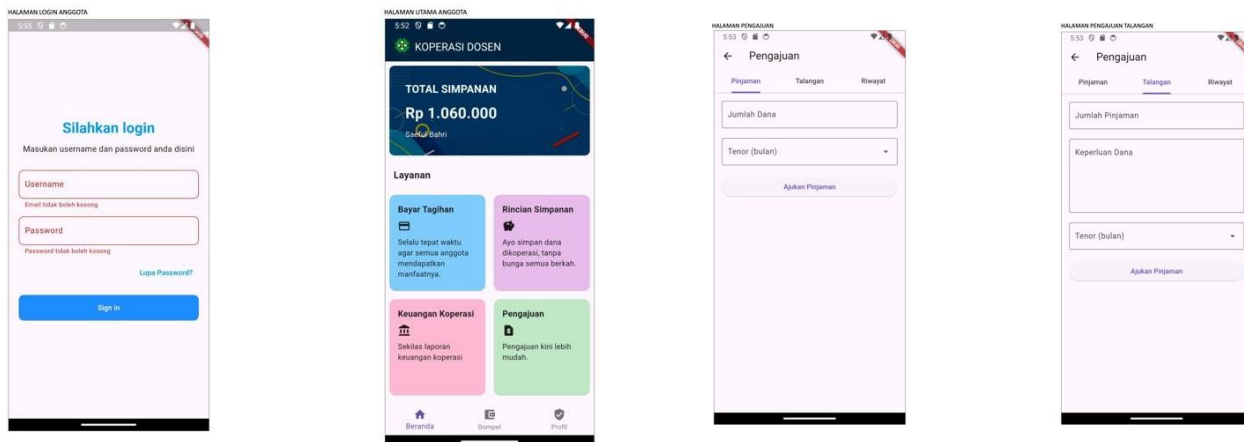 HALAMAN LOGIN ANGGOTA
5:55
Silahkan login
Masukan username dan password anda disini
Username
Email tidak boleh kosong
Password
Password tidak boleh kosong
Lupa Password?
Sign in
HALAMAN UTAMA ANGGOTA
5:52
KOPERASI DOSEN
TOTAL SIMPANAN
Rp 1.060.000
Saeful Bahri
Layanan
Bayar Tagihan
Selalu tepat waktu
agar semua anggota
mendapatkan
manfaatnya.
Rincian Simpanan
Ayo simpan dana
dikoperasi, tanpa
bunga semua berkah.
Keuangan Koperasi
Sekilas laporan
keuangan koperasi
Pengajuan
Pengajuan kini lebih
mudah.
Beranda Dompet Profil
HALAMAN PENGAJUAN
5:53
Pengajuan
Pinjaman Talangan Riwayat
Jumlah Dana
Tenor (bulan)
Ajukan Pinjaman
HALAMAN PENGAJUAN TALANGAN
5:53
Pengajuan
Pinjaman Talangan Riwayat
Jumlah Pinjaman
Keperluan Dana
Tenor (bulan)
Ajukan Pinjaman